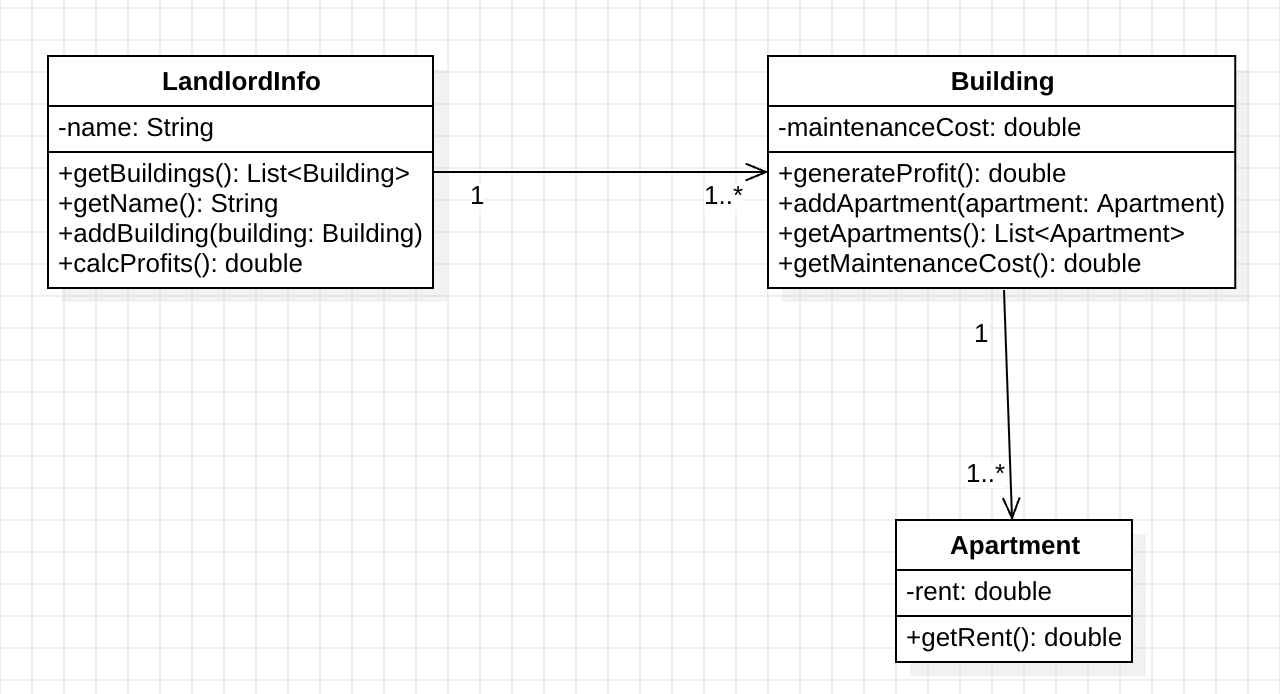 LandlordInfo
-name: String
+getBuildings(): List<Building>
+getName(): String
+addBuilding(building: Building)
+calcProfits(): double
1
1..*
Building
-maintenanceCost: double
+generateProfit(): double
+addApartment(apartment: Apartment)
+getApartments(): List<Apartment>
+getMaintenanceCost(): double
1
1..*
Apartment
-rent: double
+getRent(): double